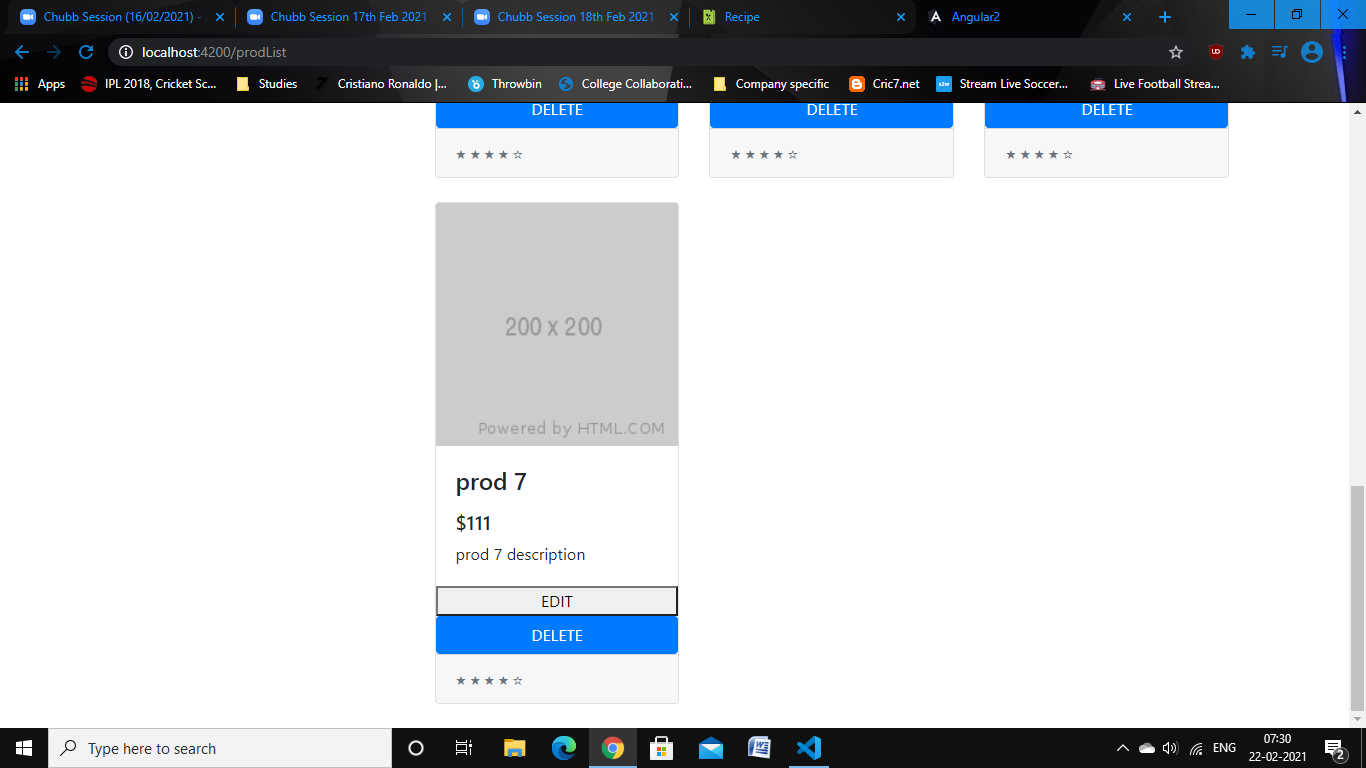 Chubb Session (16/02/2021) -
Chubb Session 17th Feb 2021
Chubb Session 18th Feb 2021
Recipe
Angular2
localhost:4200/prodList
Apps
IPL 2018, Cricket Sc...
Studies
Cristiano Ronaldo |...
Throwbin
College Collaborati...
Company specific
Cric7.net
Stream Live Soccer...
Live Football Strea...
DELETE
DELETE
DELETE
★ ★ ★ ★ ☆
★ ★ ★ ★ ☆
★ ★ ★ ★ ☆
200 x 200
Powered by HTML.COM
prod 7
$111
prod 7 description
EDIT
DELETE
★ ★ ★ ★ ☆
Type here to search
ENG
07:30
22-02-2021
2